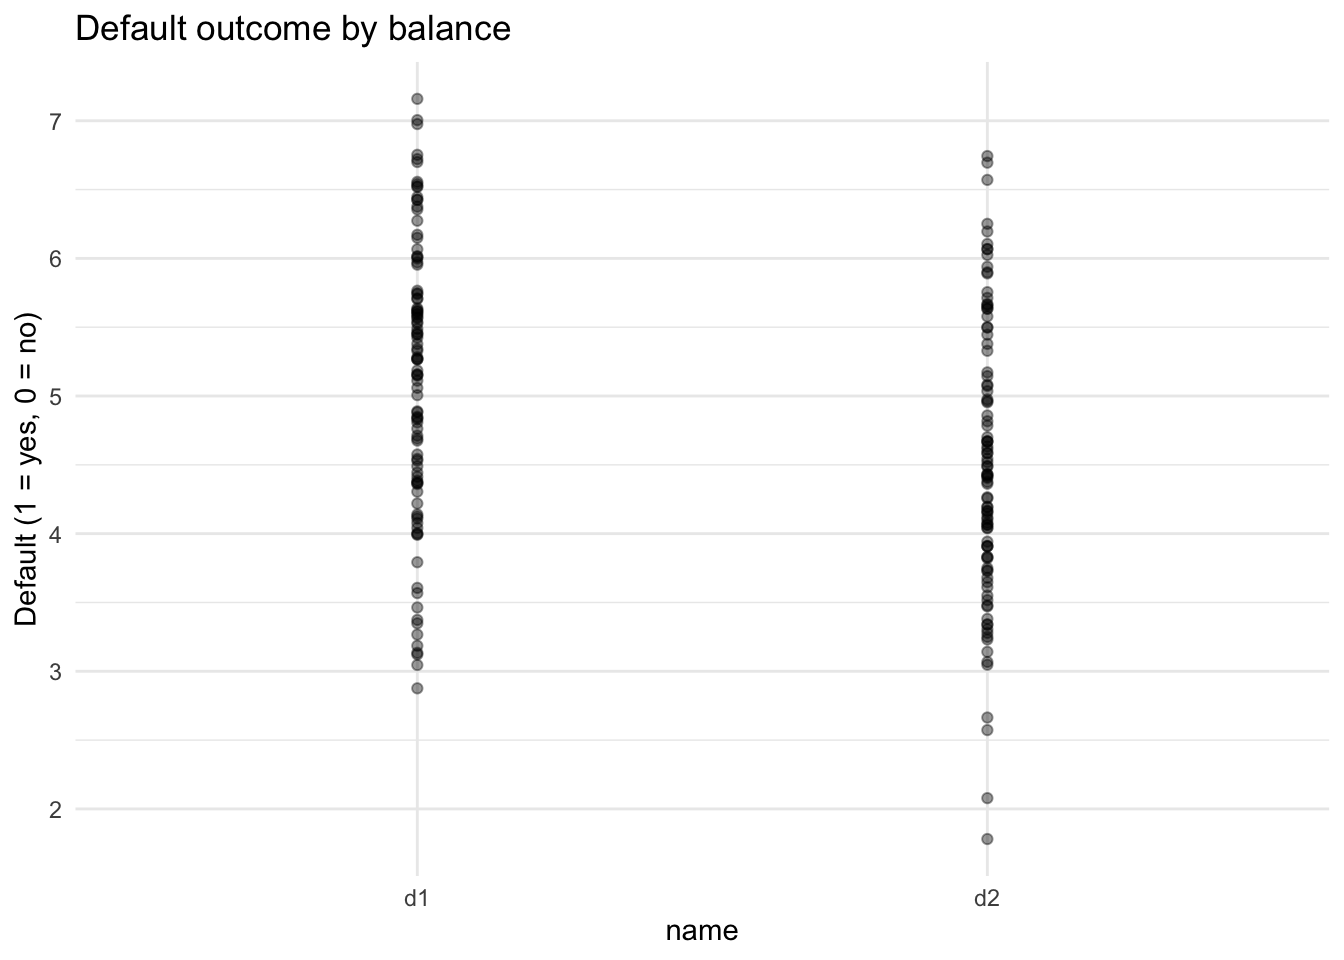 Default outcome by balance
Default (1 = yes, 0 = no)
7
6
5
4
3
2
d1 d2
name